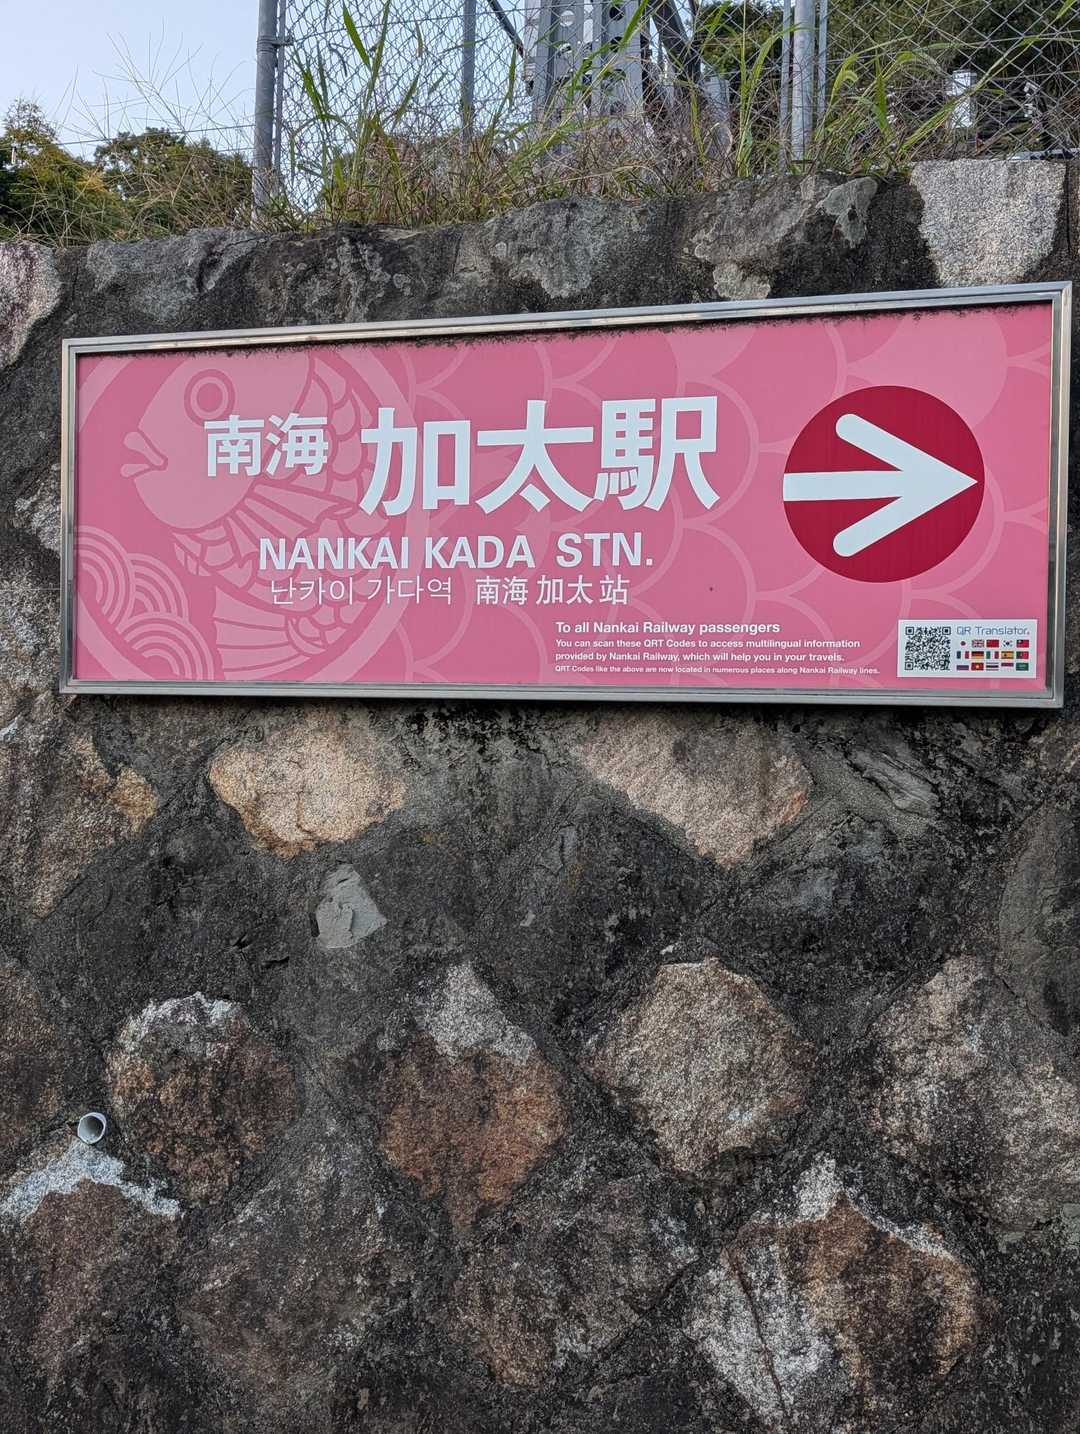 南海 加太駅
NANKAI KADA STN.
난카이 가다역 南海 加太 站
To all Nankai Railway passengers
You can scan these QRT Codes to access multilingual information
provided by Nankai Railway, which will help you in your travels.
QRT Codes like the above are now located in numerous places along Nankai Railway lines.
QR Translator.